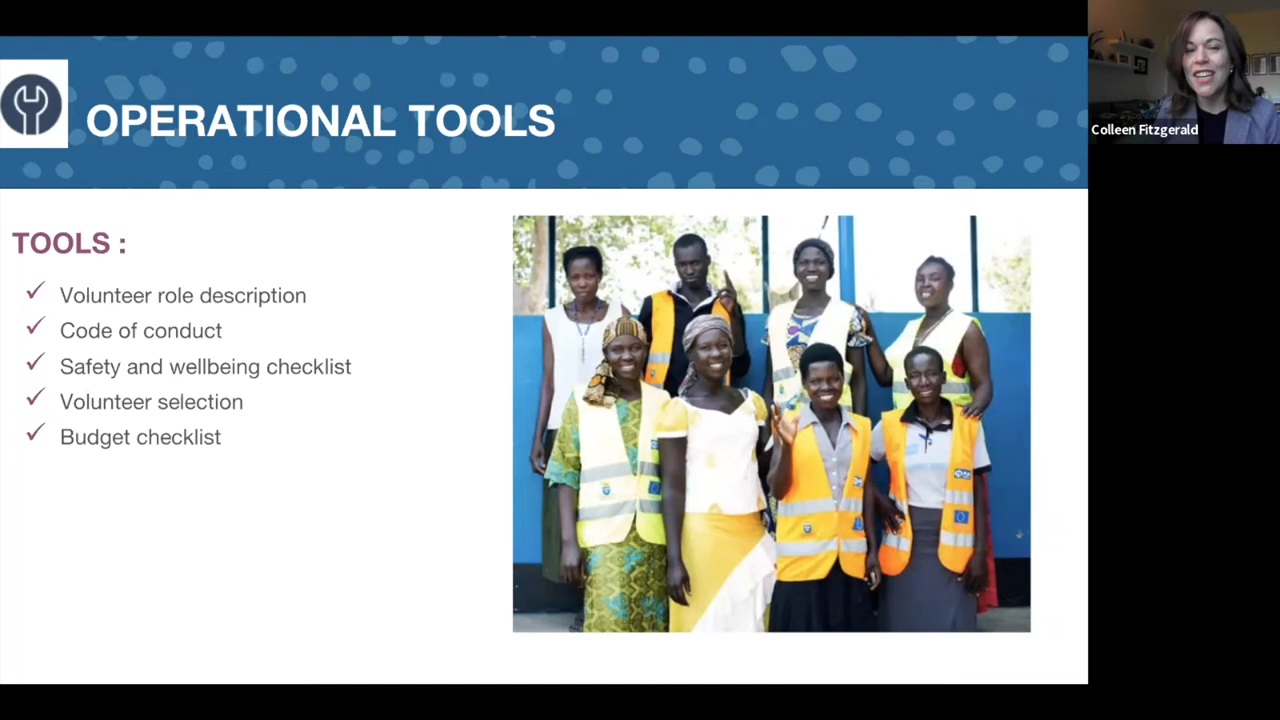 OPERATIONAL TOOLS
Colleen Fitzgerald
TOOLS :
Volunteer role description
Code of conduct
Safety and wellbeing checklist
Volunteer selection
Budget checklist